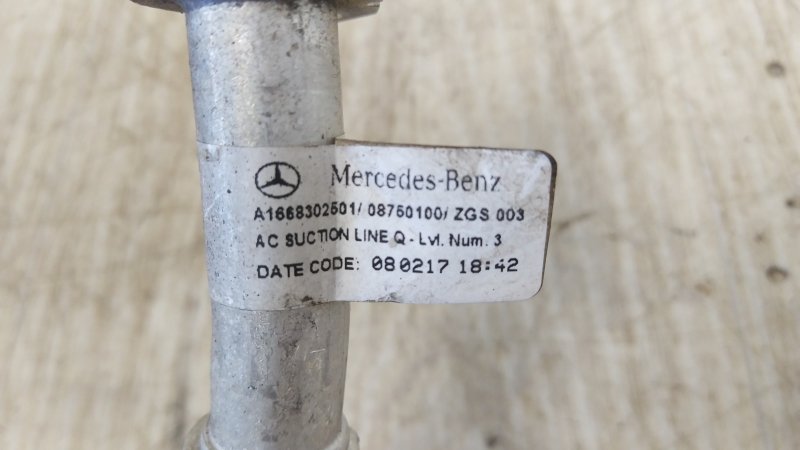 Mercedes-Benz
A1668302501/ 08750100/ ZGS 003
AC SUCTION LINE Q - Lvl. Num. 3
DATE CODE: 080217 18:42